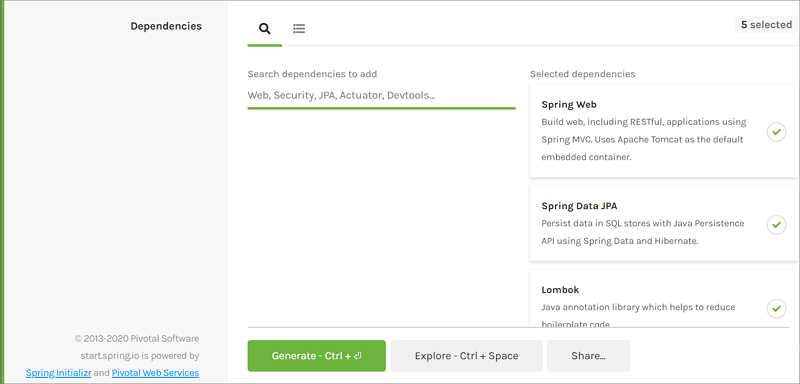 Dependencies
5 selected
Search dependencies to add
Web, Security, JPA, Actuator, Devtools...
Selected dependencies
Spring Web
Build web, including RESTful, applications using
Spring MVC. Uses Apache Tomcat as the default
embedded container.
Spring Data JPA
Persist data in SQL stores with Java Persistence
API using Spring Data and Hibernate.
Lombok
Java annotation library which helps to reduce
boilerplate code.
© 2013-2020 Pivotal Software
start.spring.io is powered by
Spring Initializr and Pivotal Web Services
Generate - Ctrl + ⏎
Explore - Ctrl + Space
Share...